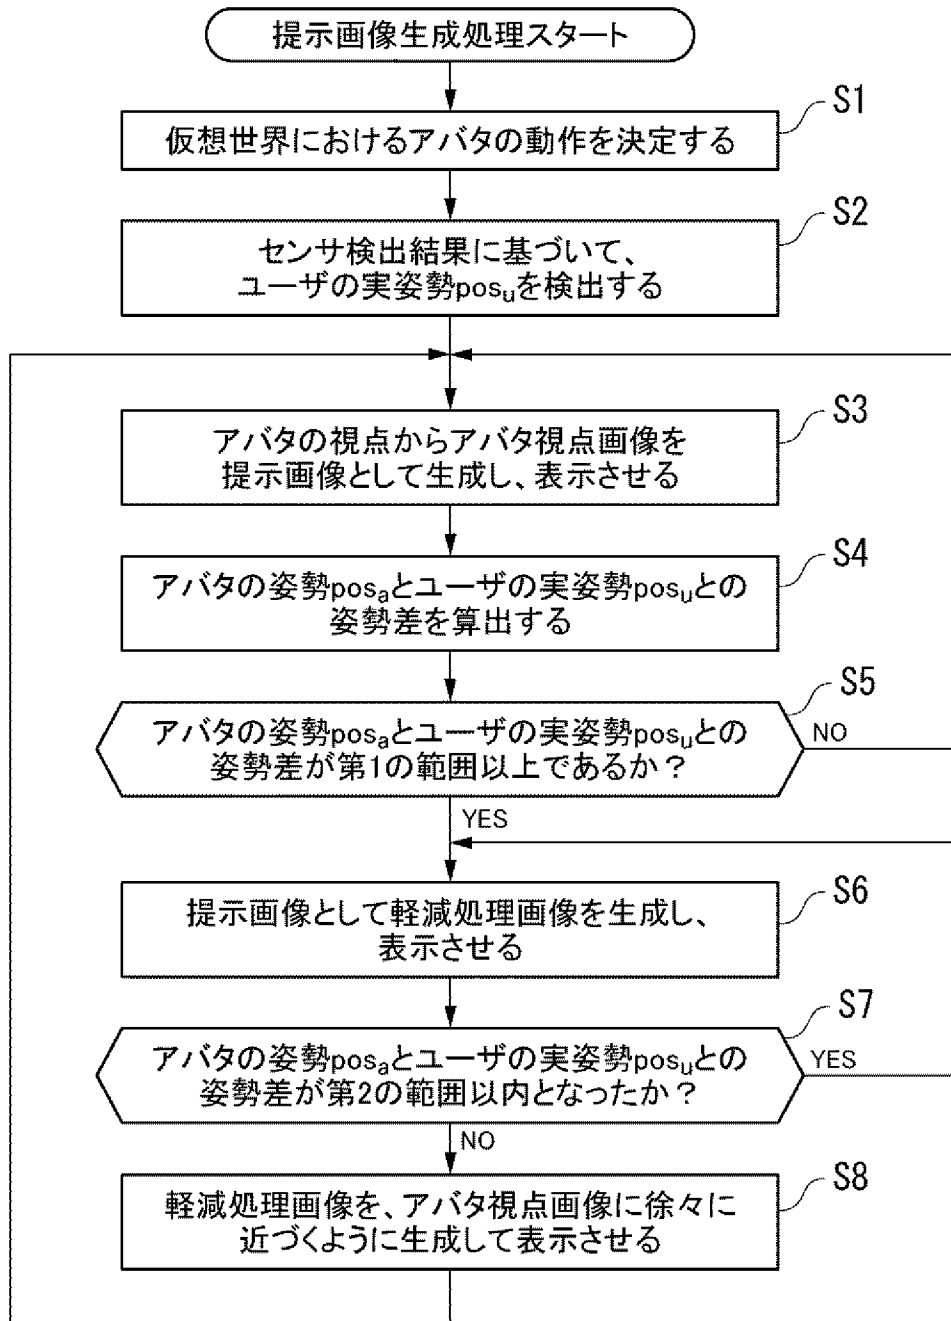 提示画像生成処理スタート
S1
仮想世界におけるアバタの動作を決定する
S2
センサ検出結果に基づいて、
ユーザの実姿勢posuを検出する
S3
アバタの視点からアバタ視点画像を
提示画像として生成し、表示させる
S4
アバタの姿勢posaとユーザの実姿勢posuとの
姿勢差を算出する
S5
アバタの姿勢posaとユーザの実姿勢posuとの
姿勢差が第1の範囲以上であるか？
NO
YES
S6
提示画像として軽減処理画像を生成し、
表示させる
S7
アバタの姿勢posaとユーザの実姿勢posuとの
姿勢差が第2の範囲以内となったか？
YES
NO
S8
軽減処理画像を、アバタ視点画像に徐々に
近づくように生成して表示させる